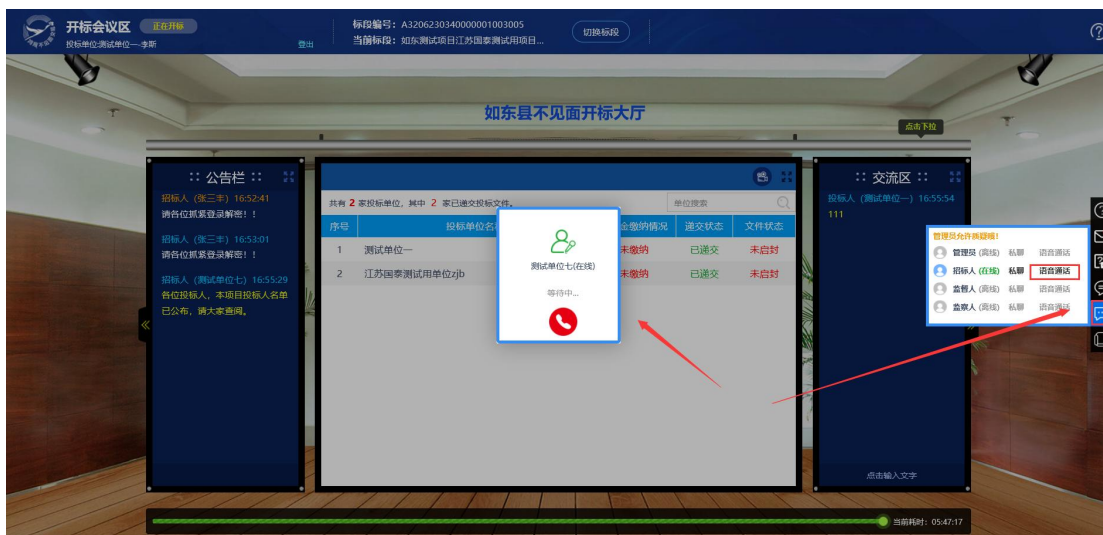 开标会议区 正在开标
投标单位:测试单位一-李斯
登出
标段编号: A3206230340000001003005
当前标段: 如东测试项目江苏国泰测试用项目...
切换标段
如东县不见面开标大厅
点击下拉
:: 公告栏 ::
招标人 (张三丰) 16:52:41
请各位抓紧登录解密！！
招标人 (张三丰) 16:53:01
请各位抓紧登录解密！！
招标人 (测试单位七) 16:55:29
各位投标人，本项目投标人名单
已公布，请大家查阅。
共有 2 家投标单位, 其中 2 家已递交投标文件。
单位搜索
序号 投标单位名 金缴纳情况 递交状态 文件状态
1 测试单位一 未缴纳 已递交 未启封
2 江苏国泰测试用单位zjb 未缴纳 已递交 未启封
测试单位七(在线)
等待中...
:: 交流区 ::
投标人 (测试单位一) 16:55:54
111
点击输入文字
管理员 (离线) 私聊 语音通话
招标人 (在线) 私聊 语音通话
监督人 (离线) 私聊 语音通话
监察人 (离线) 私聊 语音通话
当前耗时: 05:47:17